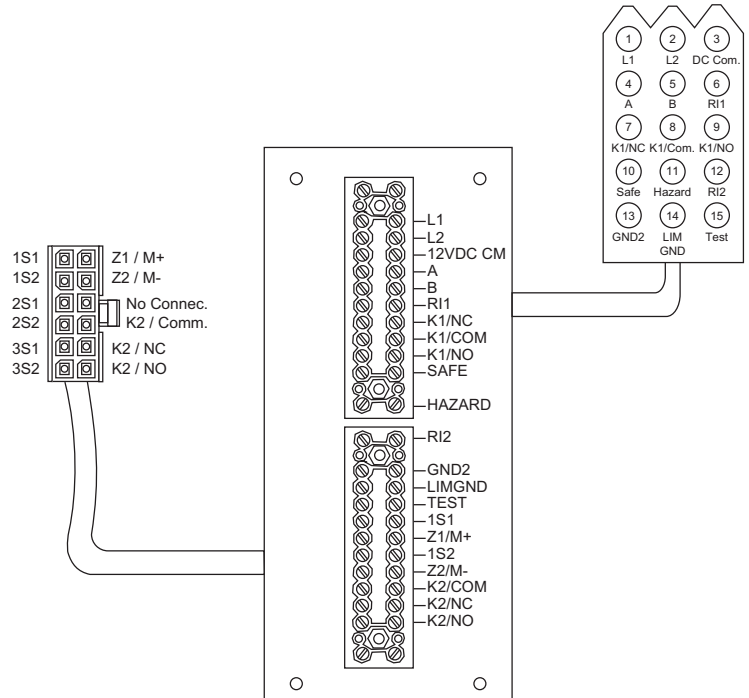 1 2 3
L1 L2 DC Com.
4 5 6
A B RI1
7 8 9
K1/NC K1/Com. K1/NO
10 11 12
Safe Hazard RI2
13 14 15
GND2 LIM Test
GND
L1
L2
12VDC CM
A
B
RI1
K1/NC
K1/COM
K1/NO
SAFE
HAZARD
RI2
GND2
LIMGND
TEST
1S1
Z1/M+
1S2
Z2/M-
K2/COM
K2/NC
K2/NO
1S1 Z1 / M+
1S2 Z2 / M-
2S1 No Connec.
2S2 K2 / Comm.
3S1 K2 / NC
3S2 K2 / NO